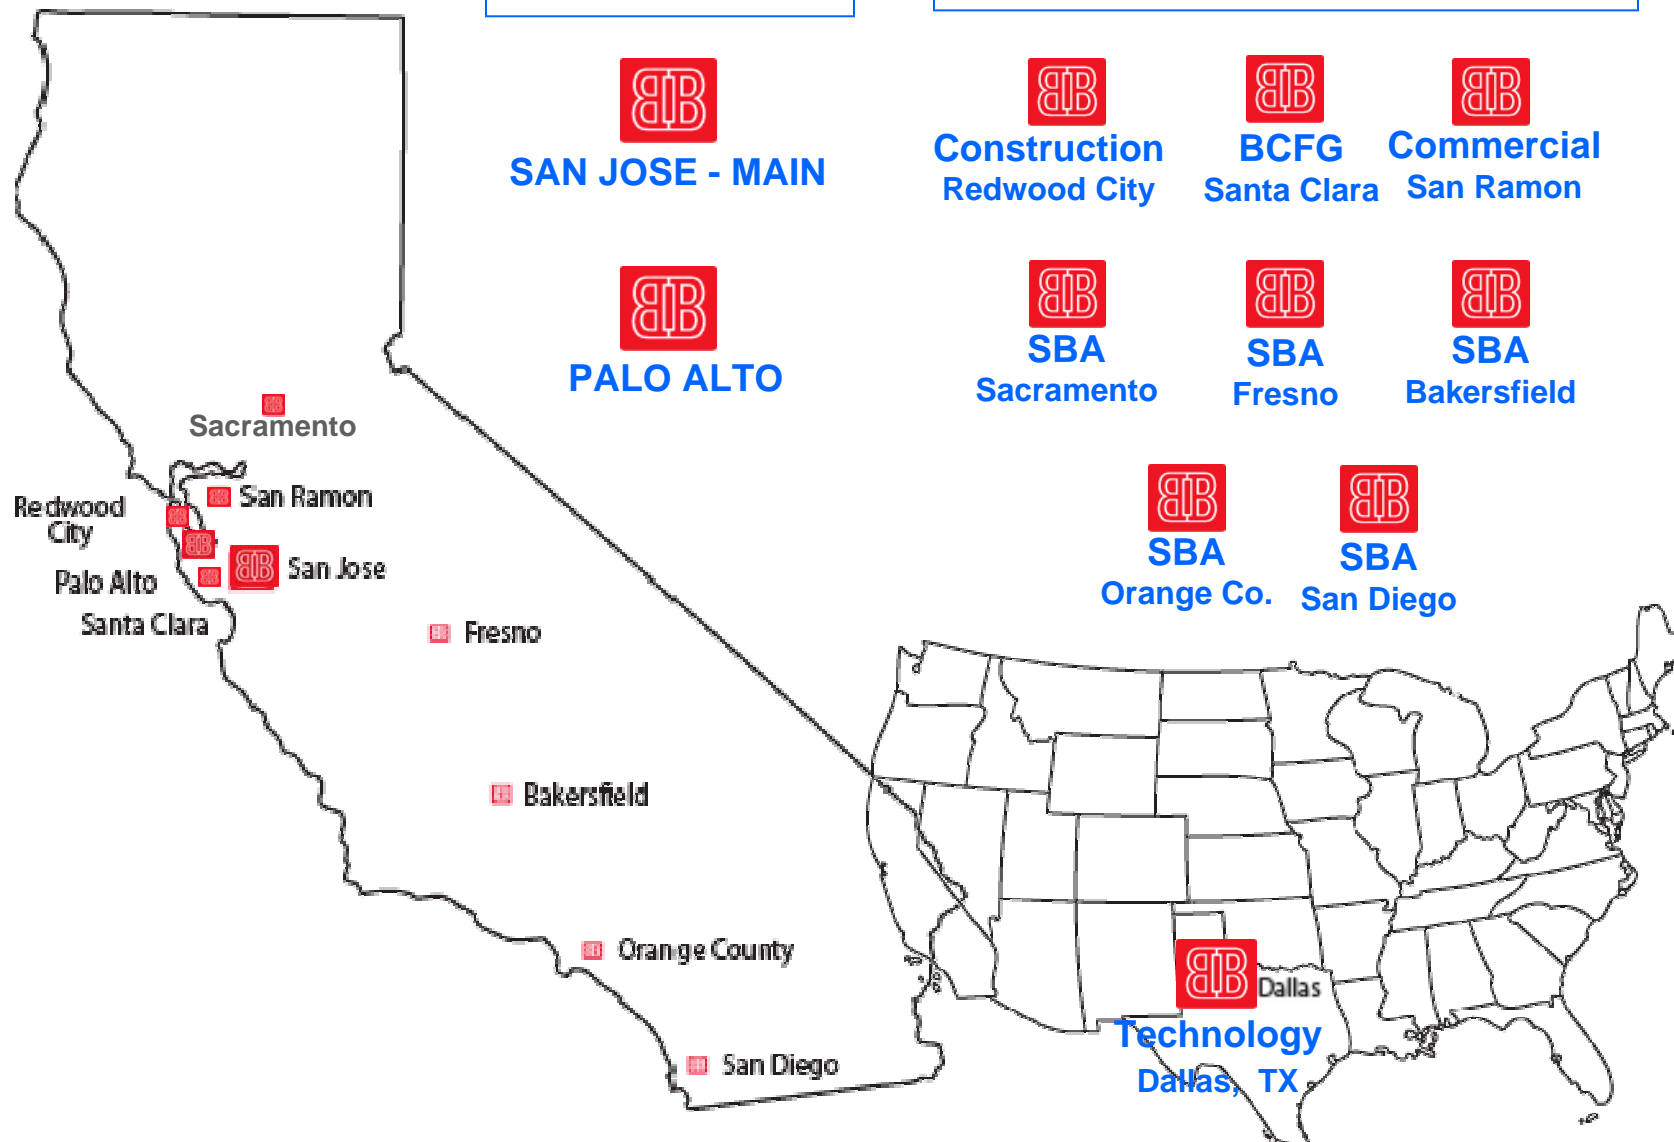 SAN JOSE - MAIN
PALO ALTO
Construction
Redwood City
BCFG
Santa Clara
Commercial
San Ramon
SBA
Sacramento
SBA
Fresno
SBA
Bakersfield
SBA
Orange Co.
SBA
San Diego
Sacramento
San Ramon
Redwood
City
Palo Alto
San Jose
Santa Clara
Fresno
Bakersfield
Orange County
San Diego
Dallas
Technology
Dallas, TX